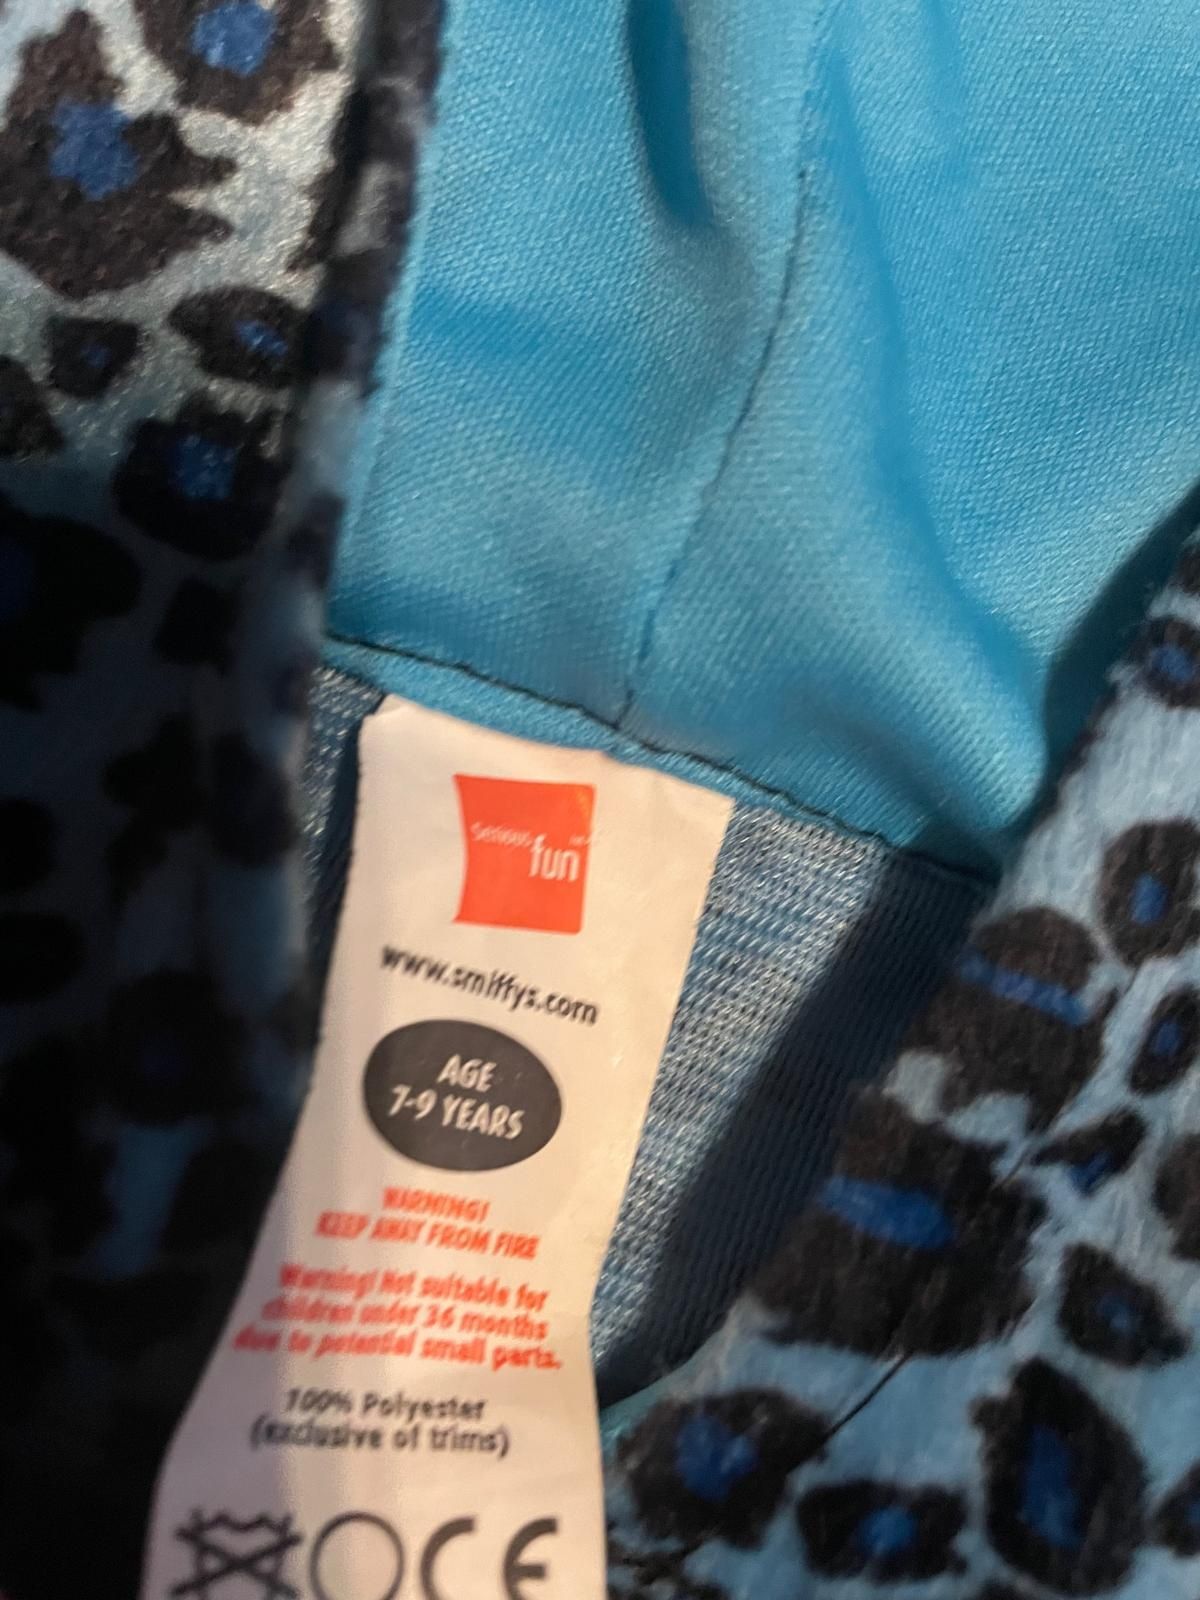 Serious
fun
www.smiffys.com
AGE
7-9 YEARS
WARNING!
KEEP AWAY FROM FIRE
Warning! Not suitable for
children under 36 months
due to potential small parts.
100% Polyester
(exclusive of trims)
CE